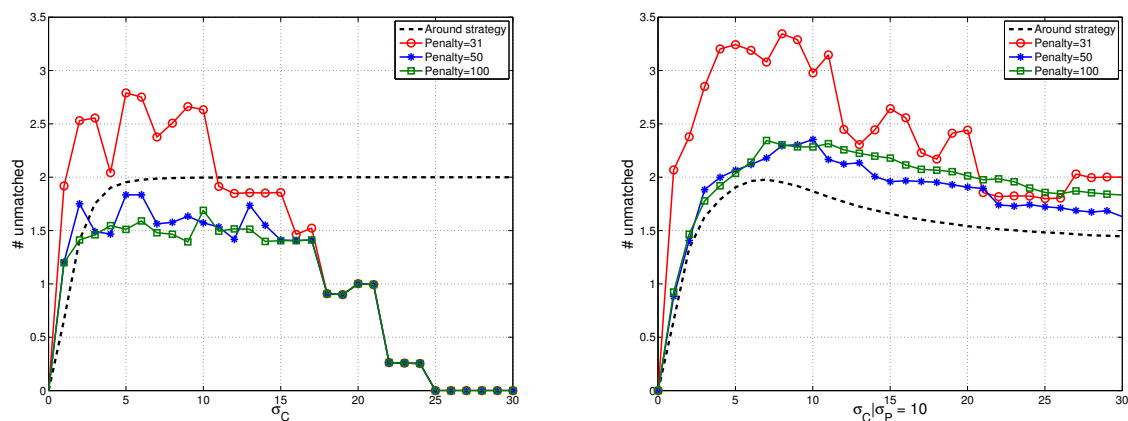 3.5
3
2.5
2
1.5
1
0.5
0
# unmatched
0 5 10 15 20 25 30
σC
Around strategy
Penalty=31
Penalty=50
Penalty=100
3.5
3
2.5
2
1.5
1
0.5
0
# unmatched
0 5 10 15 20 25 30
σC|σP = 10
Around strategy
Penalty=31
Penalty=50
Penalty=100